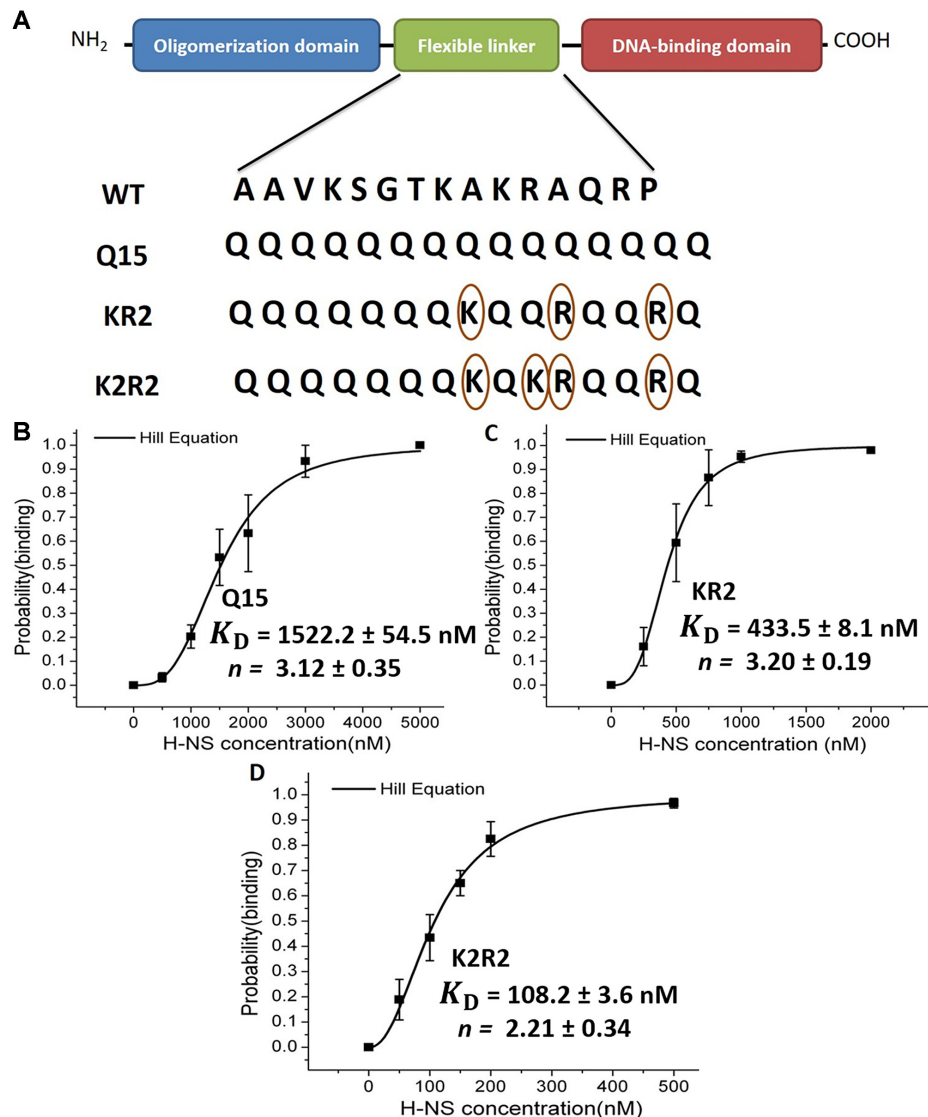 A
NH2
Oligomerization domain
Flexible linker
DNA-binding domain
COOH
WT A A V K S G T K A K R A Q R P
Q15 Q Q Q Q Q Q Q Q Q Q Q Q Q Q Q
KR2 Q Q Q Q Q Q Q K Q Q R Q Q R Q
K2R2 Q Q Q Q Q Q Q K Q K R Q Q R Q
B
Hill Equation
Probability(binding)
1.0
0.9
0.8
0.7
0.6
0.5
0.4
0.3
0.2
0.1
0.0
Q15
KD = 1522.2 ± 54.5 nM
n = 3.12 ± 0.35
0 1000 2000 3000 4000 5000
H-NS concentration(nM)
C
Hill Equation
Probability(binding)
1.0
0.9
0.8
0.7
0.6
0.5
0.4
0.3
0.2
0.1
0.0
KR2
KD = 433.5 ± 8.1 nM
n = 3.20 ± 0.19
0 500 1000 1500 2000
H-NS concentration (nM)
D
Hill Equation
Probability(binding)
1.0
0.9
0.8
0.7
0.6
0.5
0.4
0.3
0.2
0.1
0.0
K2R2
KD = 108.2 ± 3.6 nM
n = 2.21 ± 0.34
0 100 200 300 400 500
H-NS concentration(nM)